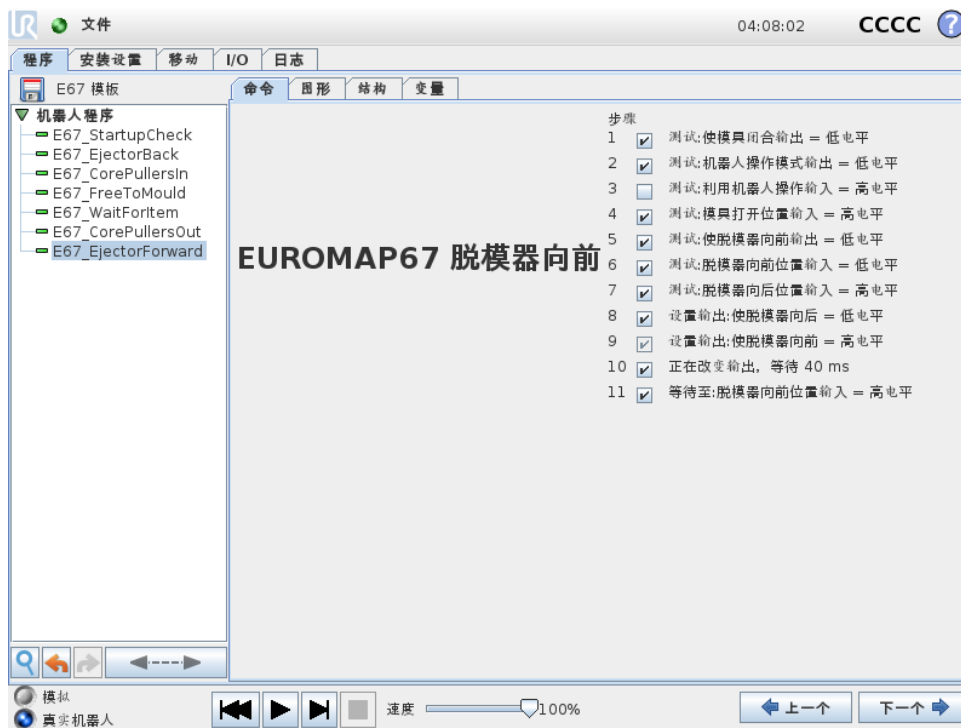 UR 文件 04:08:02 CCCC ?
程序 安装设置 移动 I/O 日志
E67 模板
命令 图形 结构 变量
机器人程序
E67_StartupCheck
E67_EjectorBack
E67_CorePullersIn
E67_FreeToMould
E67_WaitForItem
E67_CorePullersOut
E67_EjectorForward
EUROMAP67 脱模器向前
步骤
1 测试:使模具闭合输出 = 低电平
2 测试:机器人操作模式输出 = 低电平
3 测试:利用机器人操作输入 = 高电平
4 测试:模具打开位置输入 = 高电平
5 测试:使脱模器向前输出 = 低电平
6 测试:脱模器向前位置输入 = 低电平
7 测试:脱模器向后位置输入 = 高电平
8 设置输出:使脱模器向后 = 低电平
9 设置输出:使脱模器向前 = 高电平
10 正在改变输出，等待 40 ms
11 等待至:脱模器向前位置输入 = 高电平
模拟
真实机器人
速度 100%
上一个 下一个